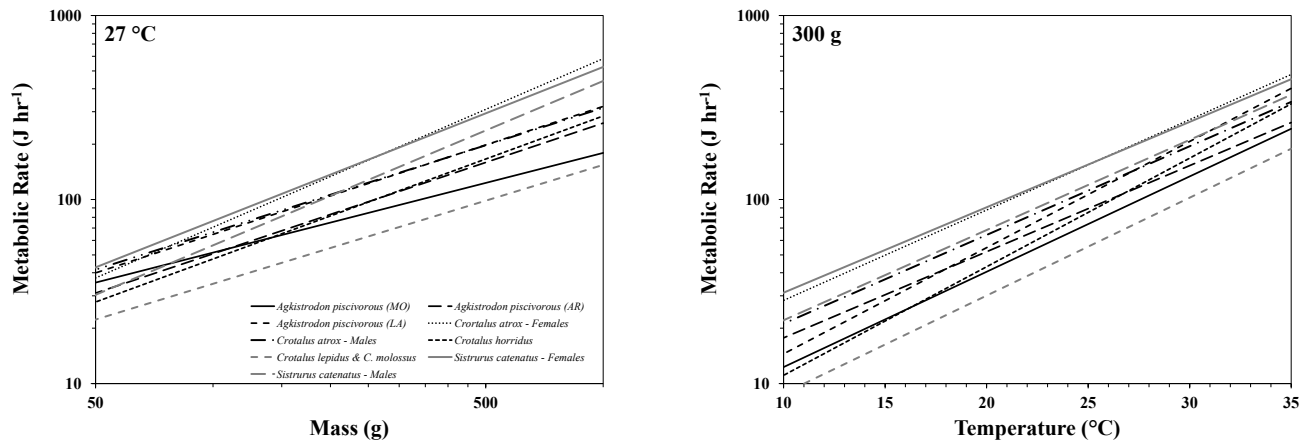 27 °C
1000
100
10
Metabolic Rate (J hr-1)
50
500
Mass (g)
Agkistrodon piscivorous (MO)
Agkistrodon piscivorous (AR)
Agkistrodon piscivorous (LA)
Crortalus atrox - Females
Crotalus atrox - Males
Crotalus horridus
Crotalus lepidus & C. molossus
Sistrurus catenatus - Females
Sistrurus catenatus - Males
300 g
1000
100
10
Metabolic Rate (J hr-1)
10 15 20 25 30 35
Temperature (°C)